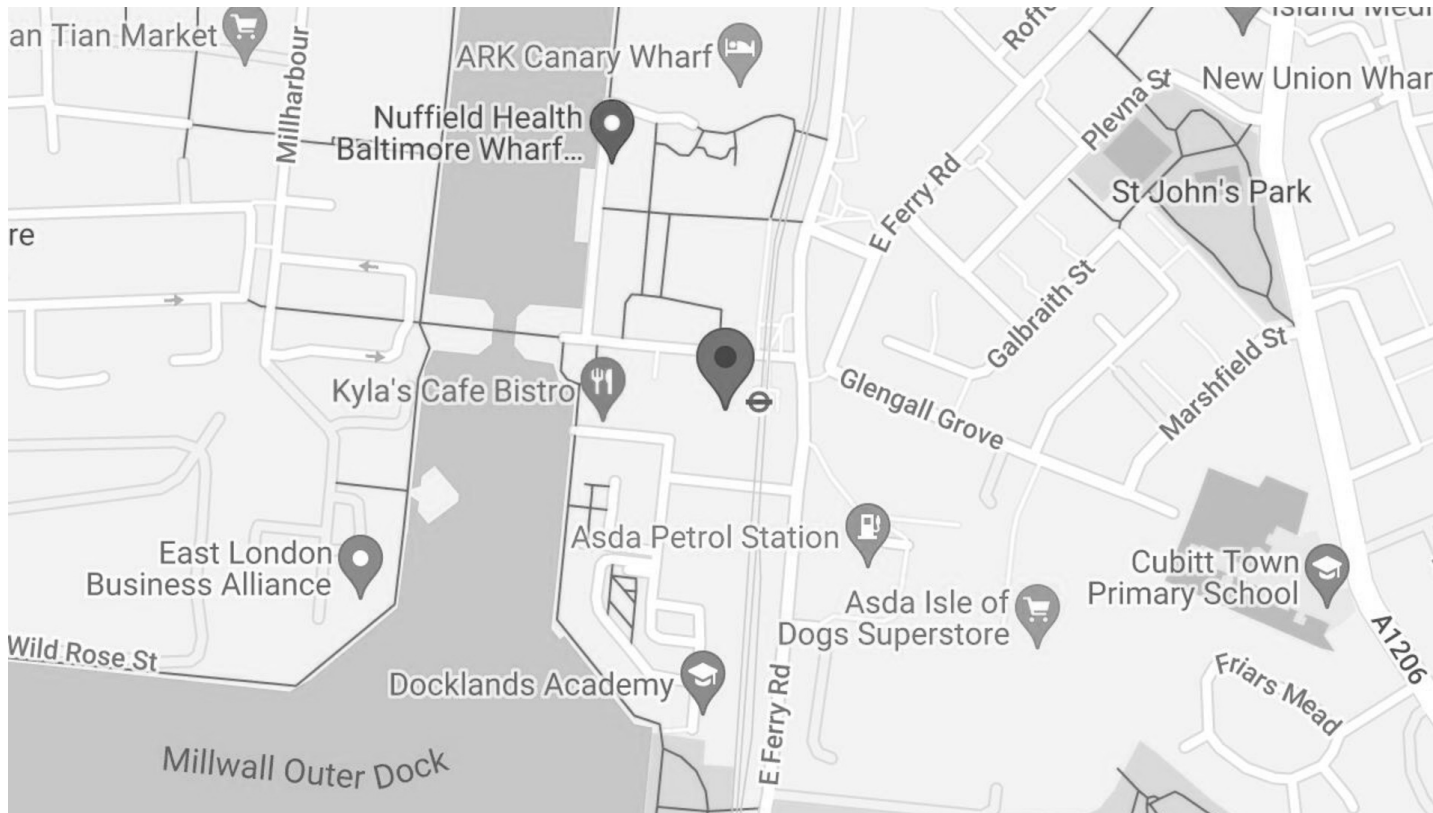 an Tian Market
Millharbour
ARK Canary Wharf
Nuffield Health
Baltimore Wharf...
E Ferry Rd
Plevna St
New Union Whar
St John's Park
re
Galbraith St
Marshfield St
Kyla's Cafe Bistro
Glengall Grove
East London
Business Alliance
Asda Petrol Station
Cubitt Town
Primary School
Asda Isle of
Dogs Superstore
A1206
Wild Rose St
Docklands Academy
E Ferry Rd
Friars Mead
Millwall Outer Dock